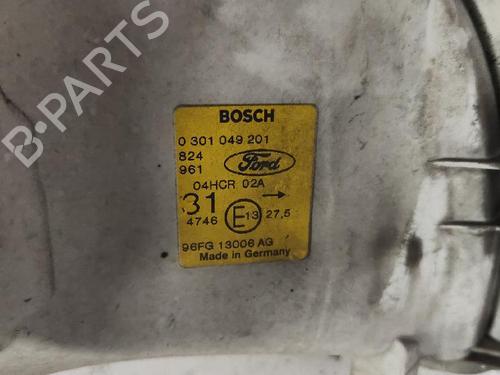 BOSCH
0 301 049 201
824
961
Ford
04HCR 02A
31 →
4746
E13 27,5
96FG 13006 AG
Made in Germany
B-PARTS